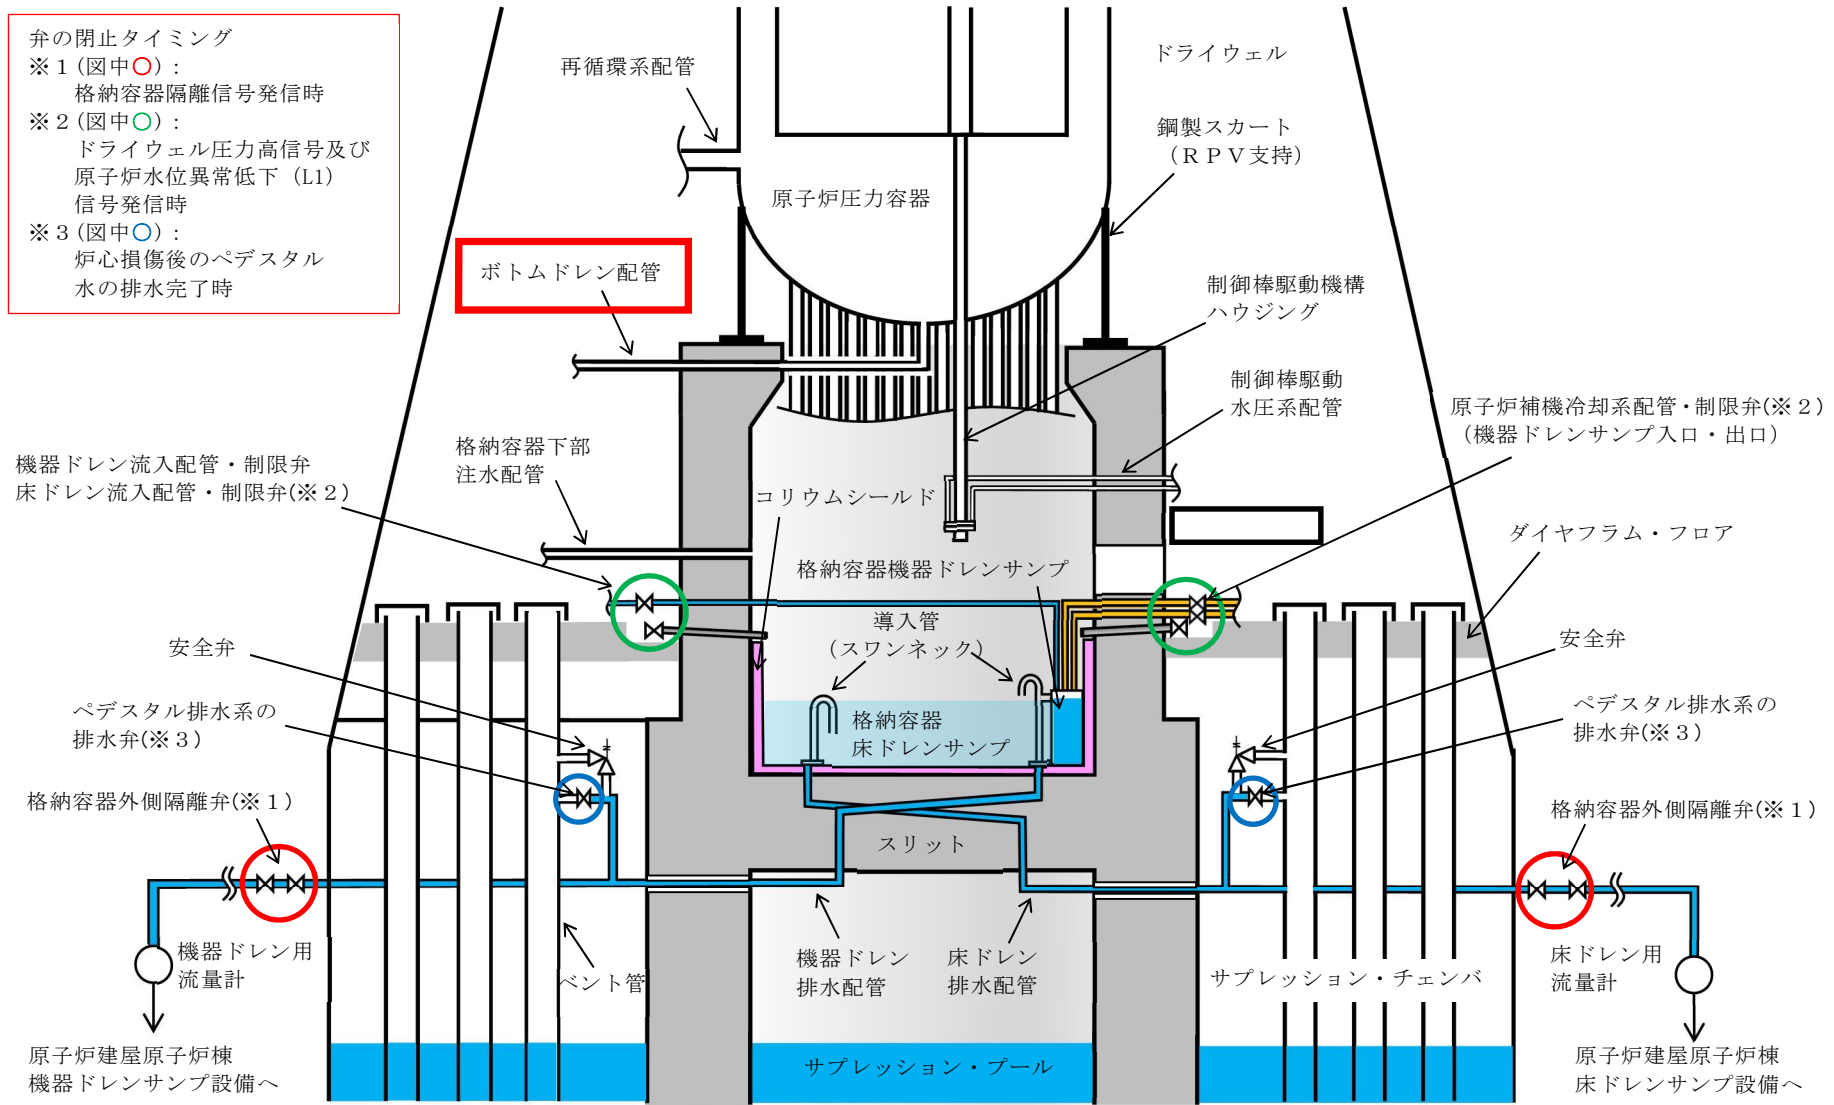 弁の閉止タイミング
※1(図中○):
格納容器隔離信号発信時
※2(図中○):
ドライウェル圧力高信号及び
原子炉水位異常低下(L1)
信号発信時
※3(図中○):
炉心損傷後のペデスタル
水の排水完了時
再循環系配管
ドライウェル
鋼製スカート
(RPV支持)
原子炉圧力容器
ボトムドレン配管
制御棒駆動機構
ハウジング
制御棒駆動
水圧系配管
原子炉補機冷却系配管・制限弁(※2)
(機器ドレンサンプ入口・出口)
格納容器下部
注水配管
機器ドレン流入配管・制限弁
床ドレン流入配管・制限弁(※2)
コリウムシールド
ダイヤフラム・フロア
格納容器機器ドレンサンプ
導入管
(スワンネック)
安全弁
安全弁
ペデスタル排水系の
排水弁(※3)
格納容器
床ドレンサンプ
ペデスタル排水系の
排水弁(※3)
格納容器外側隔離弁(※1)
格納容器外側隔離弁(※1)
スリット
機器ドレン用
流量計
ベント管
機器ドレン
排水配管
床ドレン
排水配管
サプレッション・チェンバ
床ドレン用
流量計
原子炉建屋原子炉棟
機器ドレンサンプ設備へ
サプレッション・プール
原子炉建屋原子炉棟
床ドレンサンプ設備へ